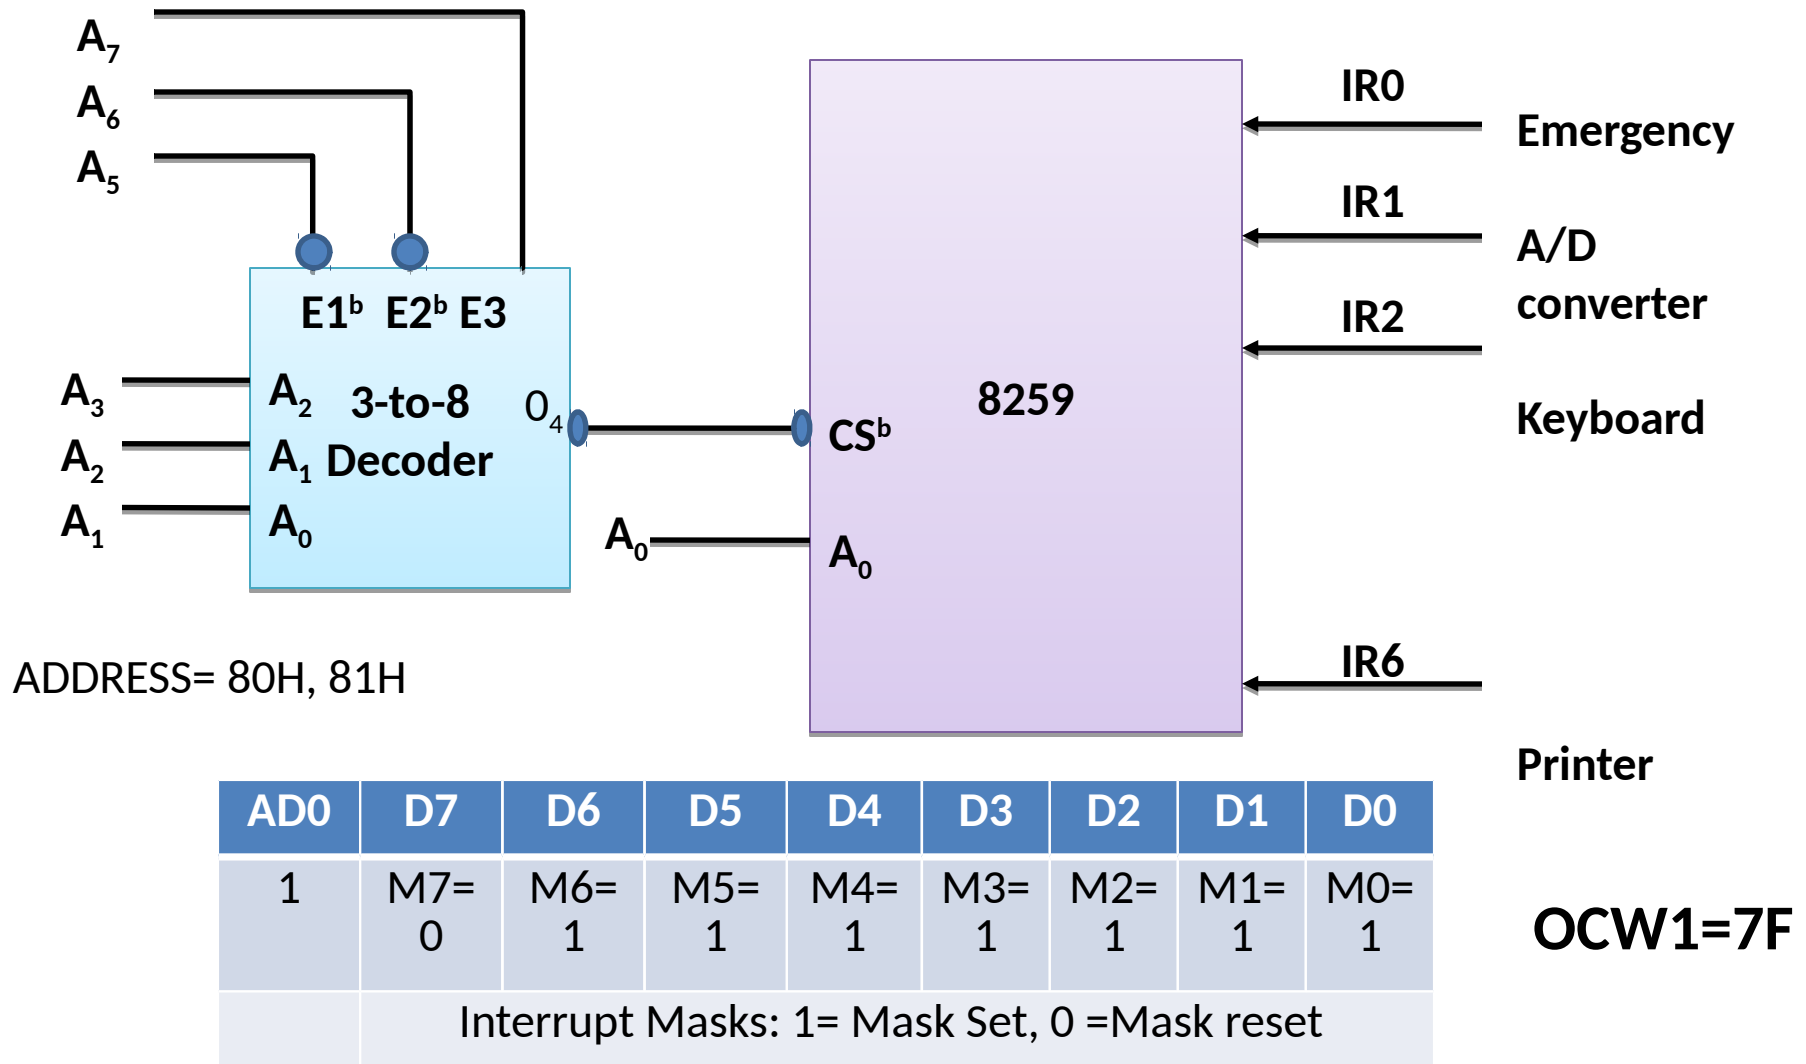 A7
A6
A5
E1b E2b E3
A3
A2
A1
A2
A1
A0
3-to-8
Decoder
O4
CSb
8259
A0
A0
IR0
Emergency
IR1
A/D
converter
IR2
Keyboard
IR6
Printer
ADDRESS= 80H, 81H
AD0 D7 D6 D5 D4 D3 D2 D1 D0
1 M7= M6= M5= M4= M3= M2= M1= M0=
0 1 1 1 1 1 1 1
Interrupt Masks: 1= Mask Set, 0 =Mask reset
OCW1=7F